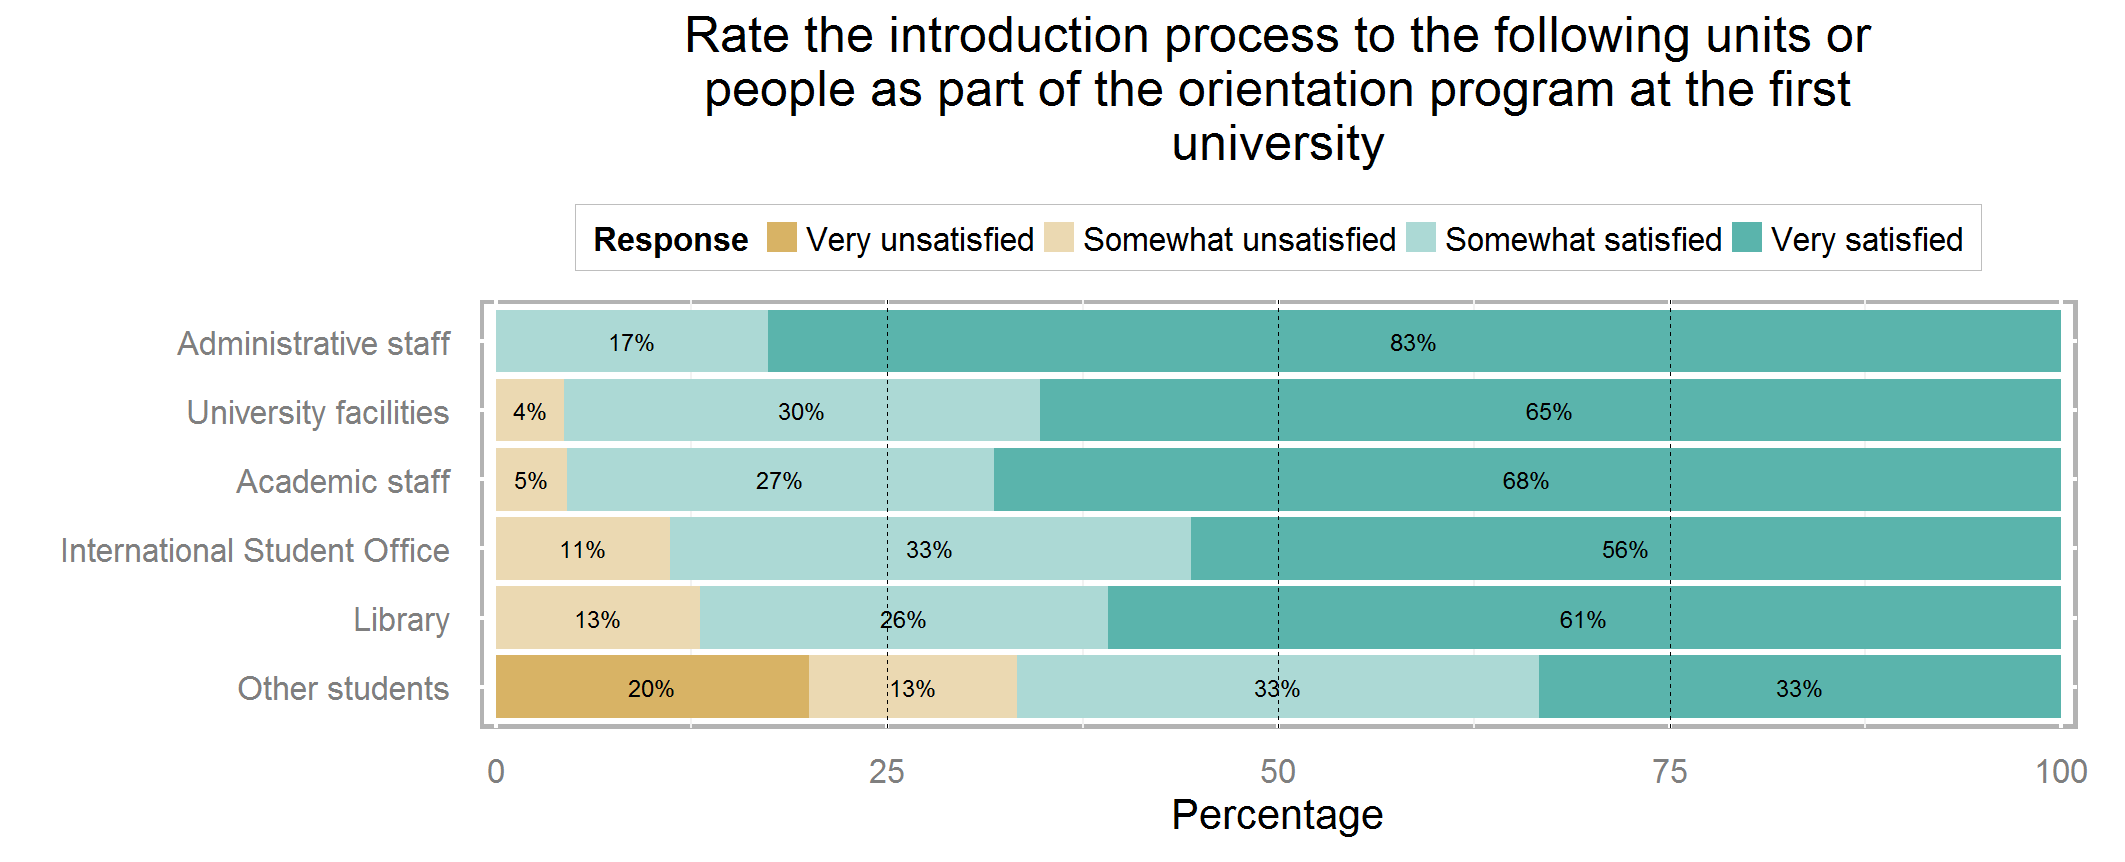 Rate the introduction process to the following units or
people as part of the orientation program at the first
university
Response Very unsatisfied Somewhat unsatisfied Somewhat satisfied Very satisfied
Administrative staff 17% 83%
University facilities 4% 30% 65%
Academic staff 5% 27% 68%
International Student Office 11% 33% 56%
Library 13% 26% 61%
Other students 20% 13% 33% 33%
0 25 50 75 100
Percentage